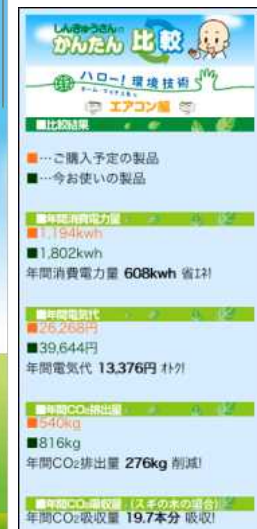 しんきゅうさんの
かんたん比較
ハロー!環境技術
エアコン編
■比較結果
■…ご購入予定の製品
■…今お使いの製品
■年間消費電力量
■1,194kwh
■1,802kwh
年間消費電力量 608kwh 省エネ!
■年間電気代
■26,268円
■39,644円
年間電気代 13,376円 オトク!
■年間CO2排出量
■540kg
■816kg
年間CO2排出量 276kg 削減!
■年間CO2吸収量(スギの木の場合)
年間CO2吸収量 19.7本分 吸収!